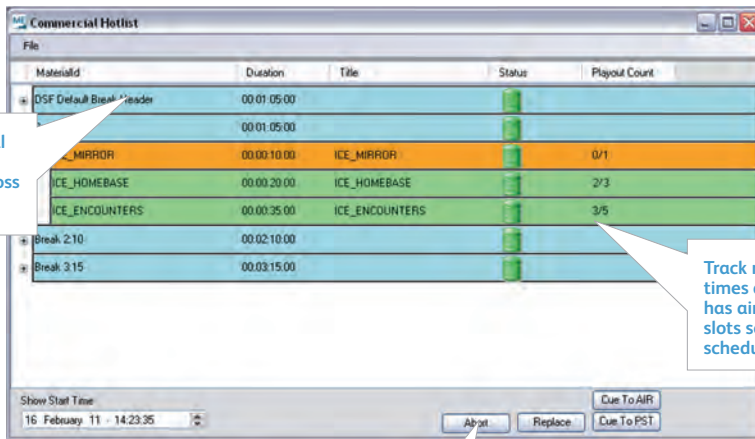 Commercial Hotlist
File
MaterialId Duration Title Status Playout Count
DSF Default Break Header 00:01:05:00
00:01:05:00
ICE_MIRROR 00:00:10:00 ICE_MIRROR 0/1
ICE_HOMEBASE 00:00:20:00 ICE_HOMEBASE 2/3
ICE_ENCOUNTERS 00:00:35:00 ICE_ENCOUNTERS 3/5
Break 2:10 00:02:10:00
Break 3:15 00:03:15:00
Track
times
has
slots
Show Start Time
16 February 11 - 14:23:35
Abort Replace Cue To AIR
Cue To PST